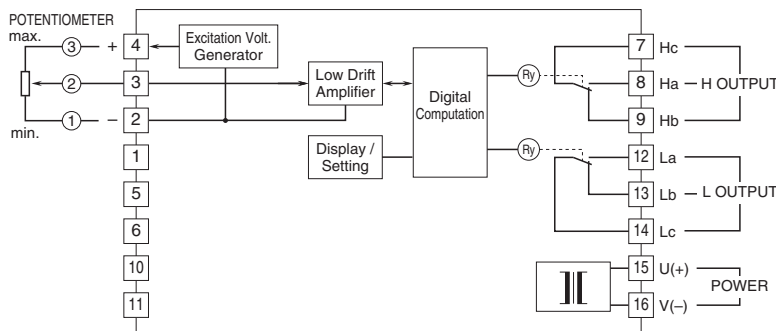 POTENTIOMETER
max.
3 + 4
Excitation Volt.
Generator
2 3
Low Drift
Amplifier
min.
1 − 2
1
5
6
10
11
Display /
Setting
Digital
Computation
Ry
Ry
7 Hc
8 Ha H OUTPUT
9 Hb
12 La
13 Lb L OUTPUT
14 Lc
15 U(+)
POWER
16 V(−)